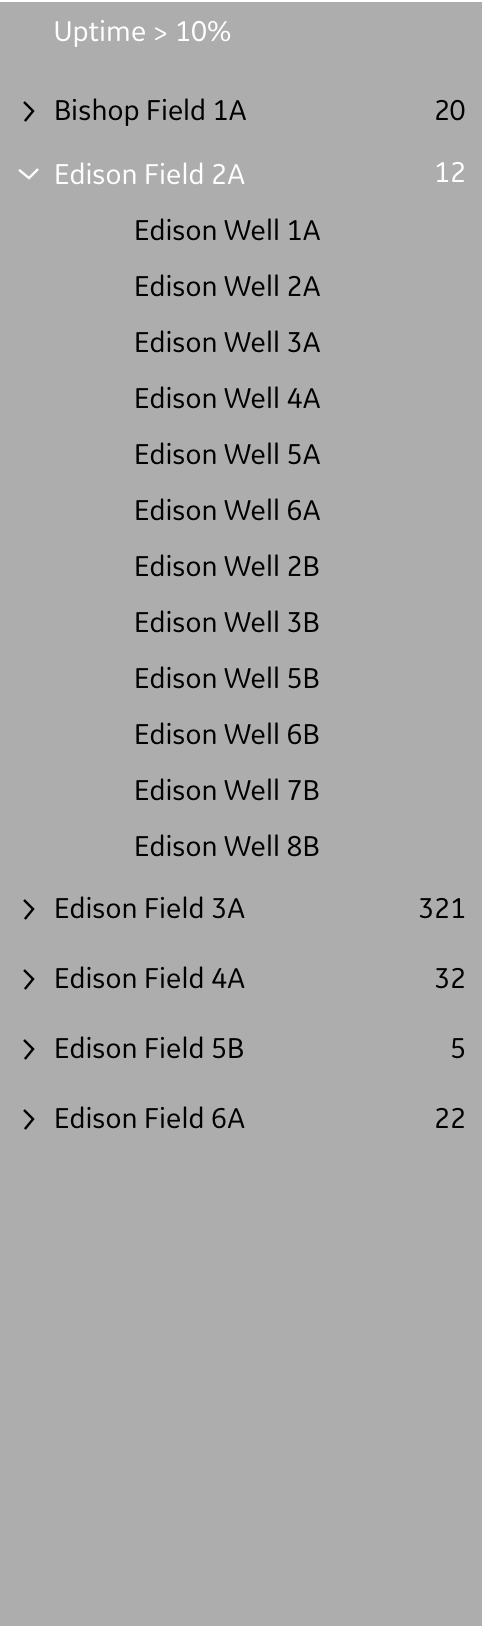 Uptime > 10%
Bishop Field 1A 20
Edison Field 2A 12
Edison Well 1A
Edison Well 2A
Edison Well 3A
Edison Well 4A
Edison Well 5A
Edison Well 6A
Edison Well 2B
Edison Well 3B
Edison Well 5B
Edison Well 6B
Edison Well 7B
Edison Well 8B
Edison Field 3A 321
Edison Field 4A 32
Edison Field 5B 5
Edison Field 6A 22